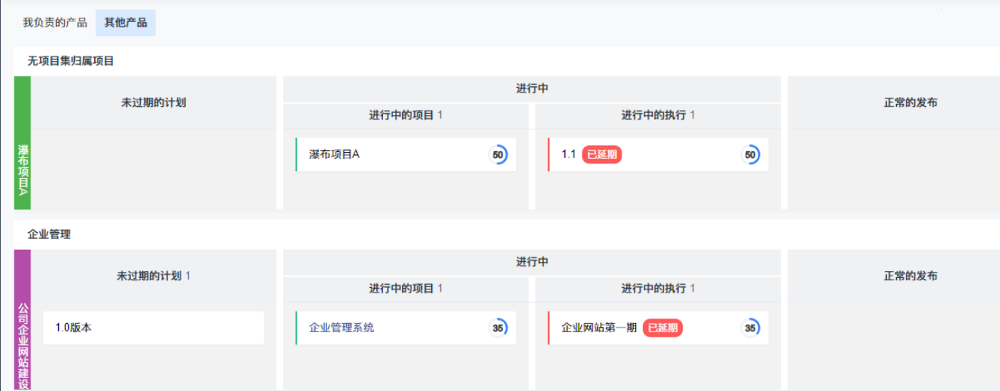 我负责的产品 其他产品
无项目集归属项目
瀑布项目A
未过期的计划
进行中
正常的发布
进行中的项目 1
进行中的执行 1
瀑布项目A 50
1.1 已延期 50
企业管理
公司企业网站建设
未过期的计划 1
进行中
正常的发布
进行中的项目 1
进行中的执行 1
1.0版本
企业管理系统 35
企业网站第一期 已延期 35